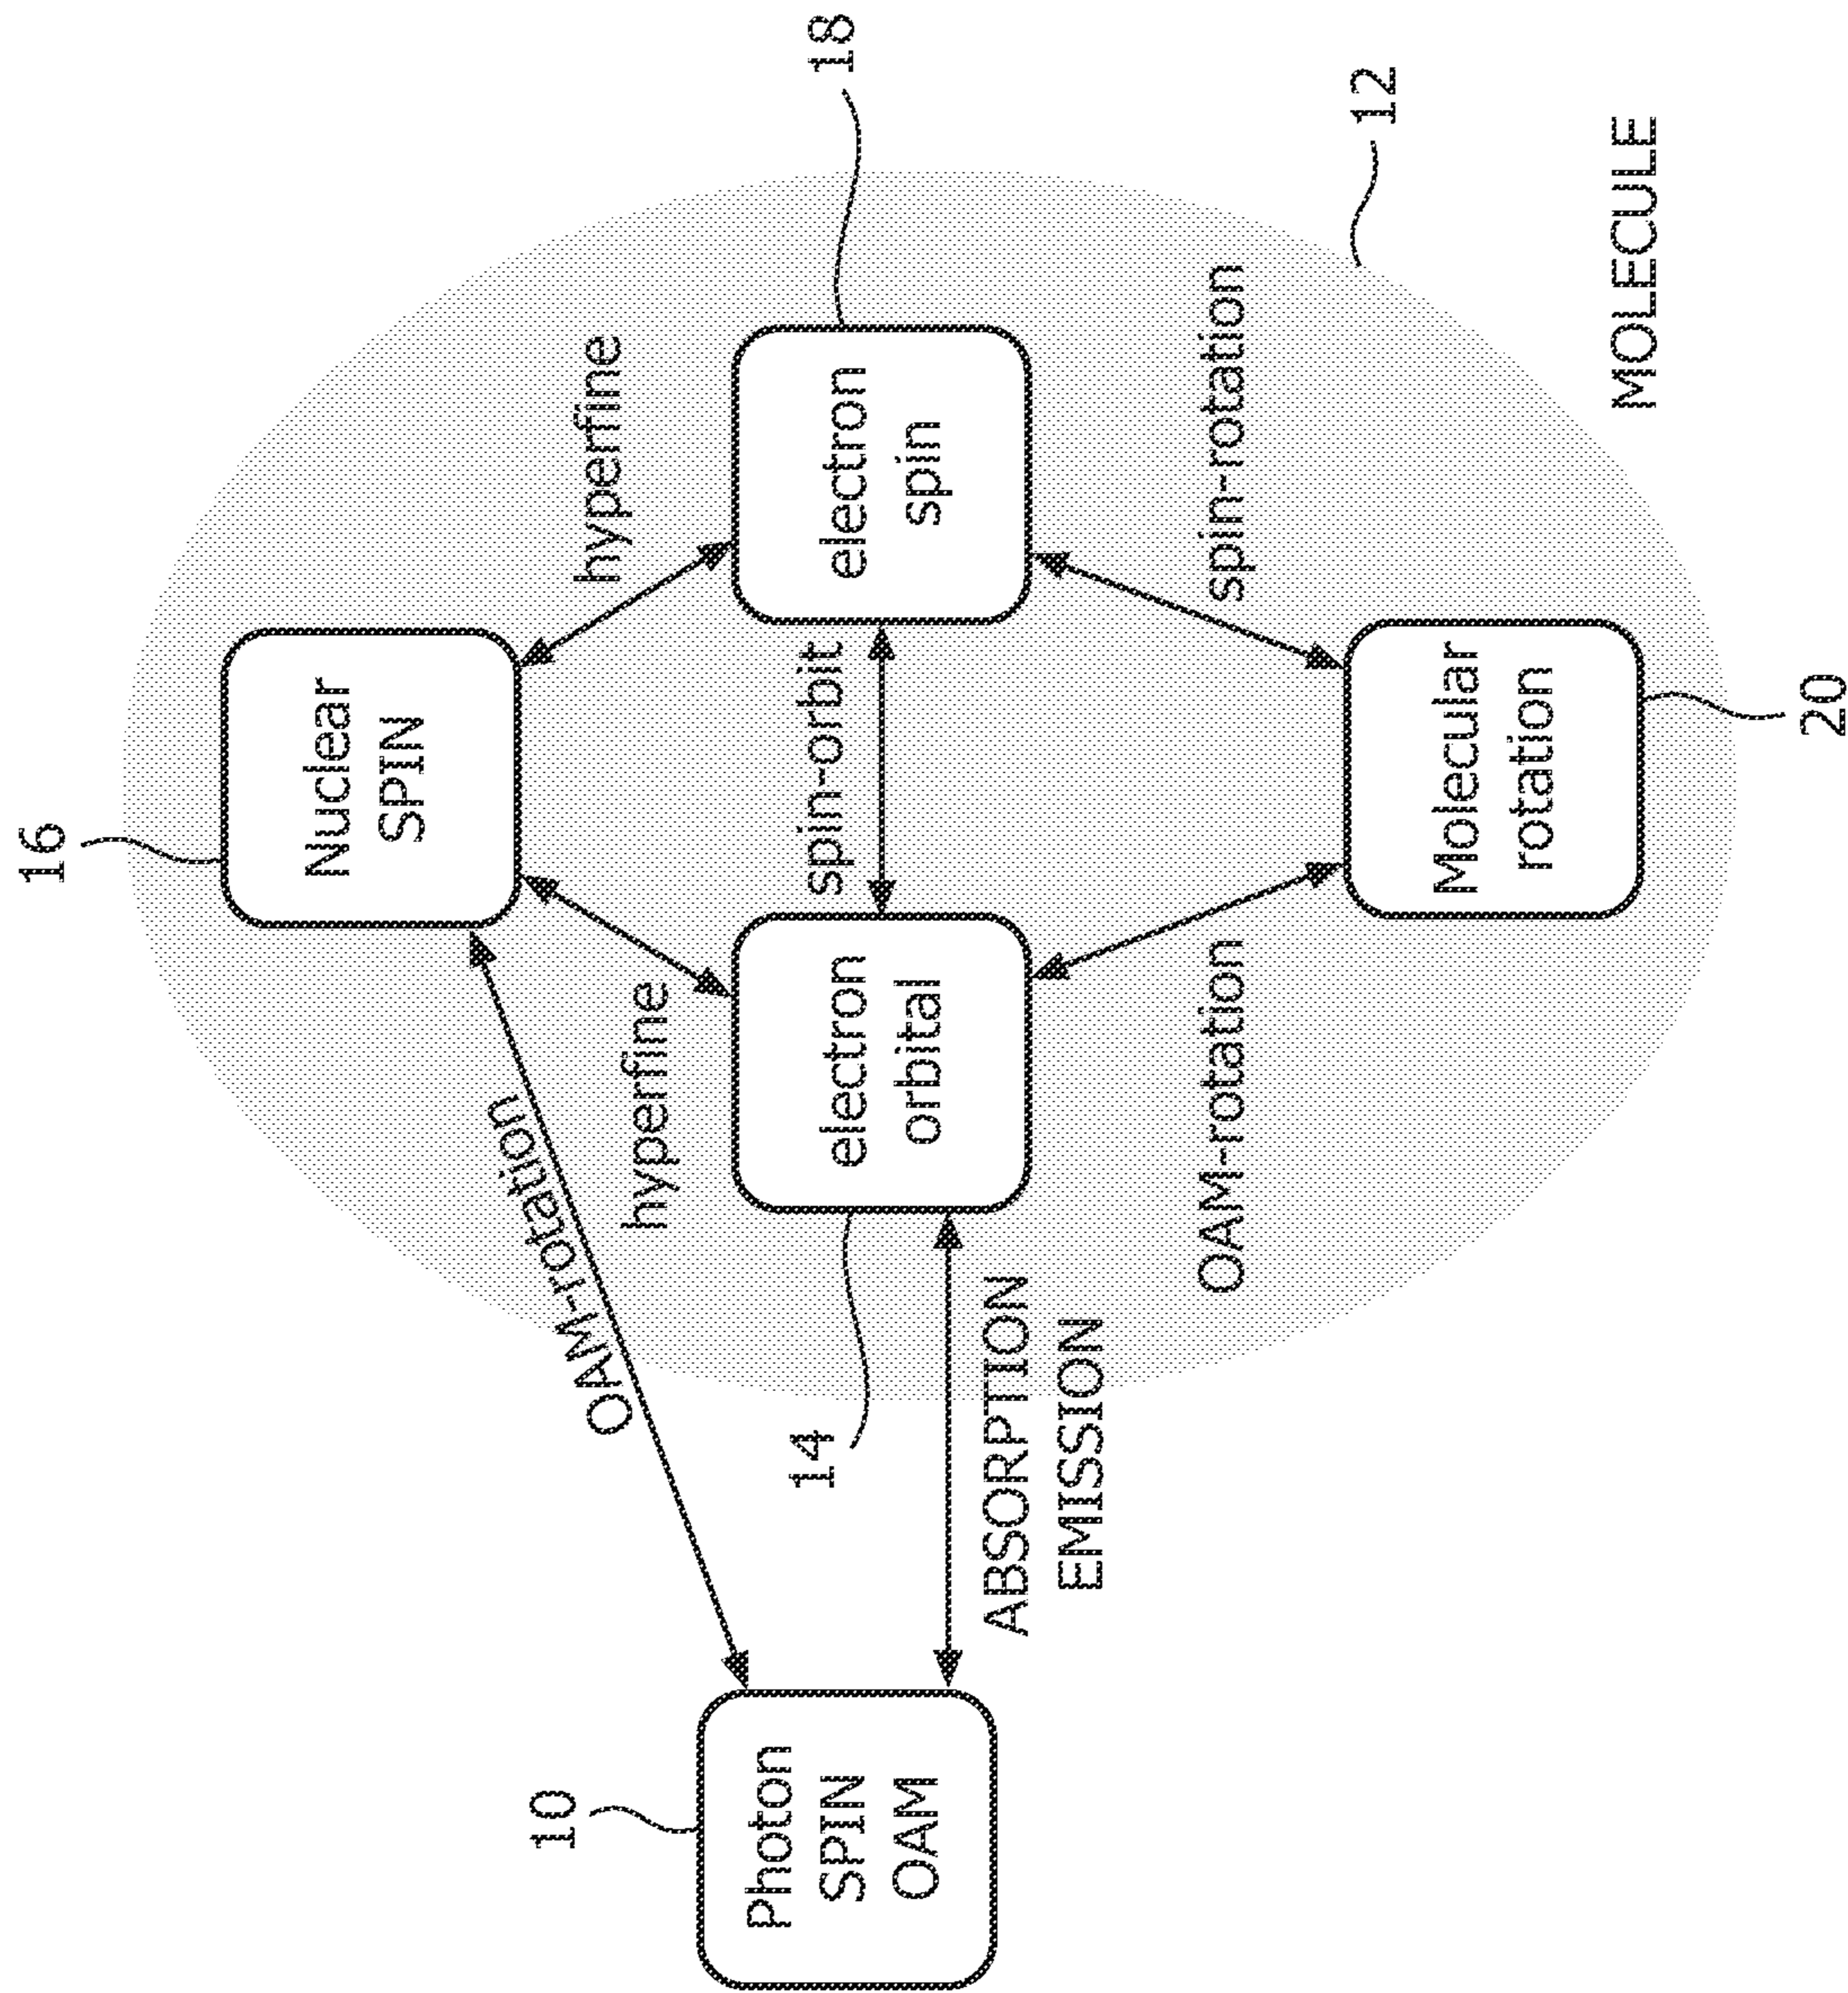 16
Nuclear
SPIN
hyperfine
OAM-rotation
hyperfine
10
Photon
SPIN
OAM
14
spin-orbit
18
electron
orbital
electron
spin
ABSORPTION
EMISSION
OAM-rotation
spin-rotation
12
Molecular
rotation
MOLECULE
20